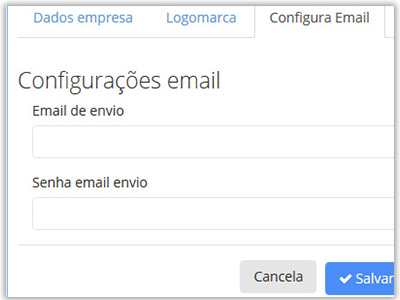 Dados empresa Logomarca Configura Email
Configurações email
Email de envio
Senha email envio
Cancela Salvar